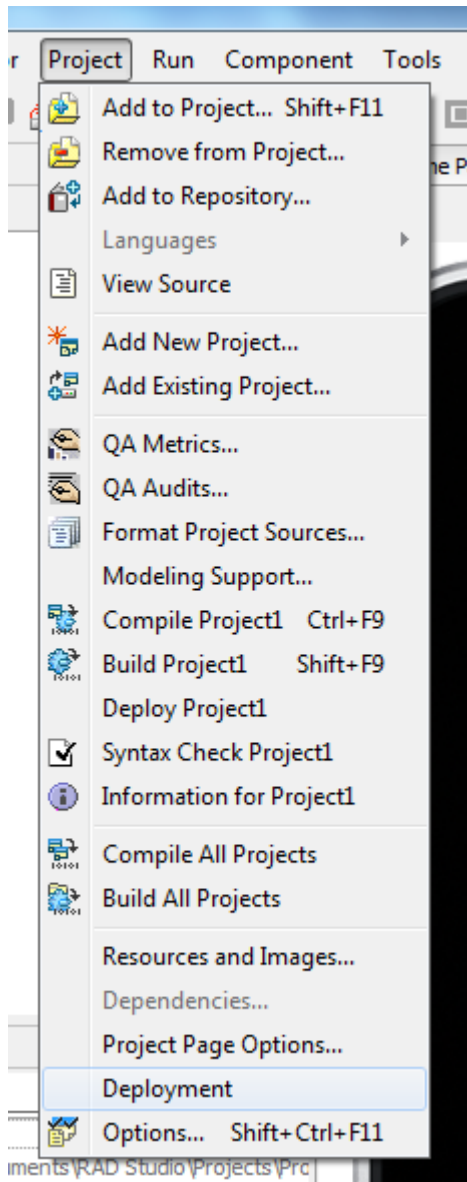 r Project Run Component Tools
Add to Project... Shift+F11
Remove from Project...
ne P
Add to Repository...
Languages
View Source
Add New Project...
Add Existing Project...
QA Metrics...
QA Audits...
Format Project Sources...
Modeling Support...
Compile Project1 Ctrl+F9
Build Project1 Shift+F9
Deploy Project1
Syntax Check Project1
Information for Project1
Compile All Projects
Build All Projects
Resources and Images...
Dependencies...
Project Page Options...
Deployment
Options... Shift+Ctrl+F11
uments\RAD Studio\Projects\Pro